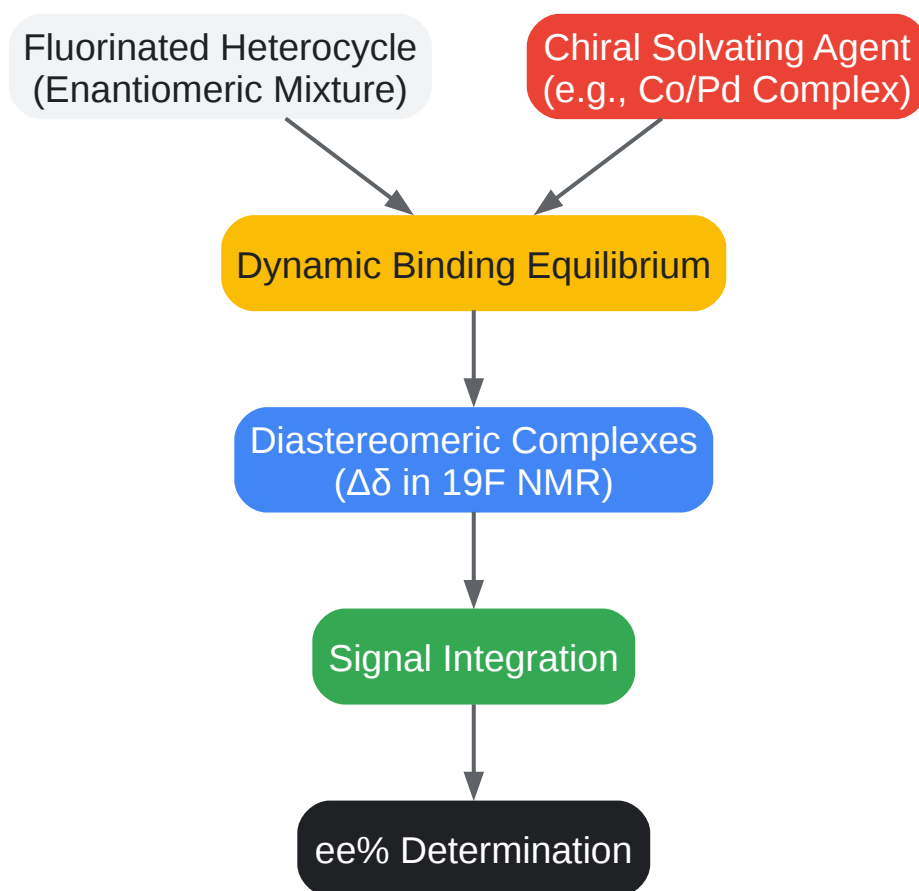 Fluorinated Heterocycle
(Enantiomeric Mixture)
Chiral Solvating Agent
(e.g., Co/Pd Complex)
Dynamic Binding Equilibrium
Diastereomeric Complexes
(Δδ in 19F NMR)
Signal Integration
ee% Determination